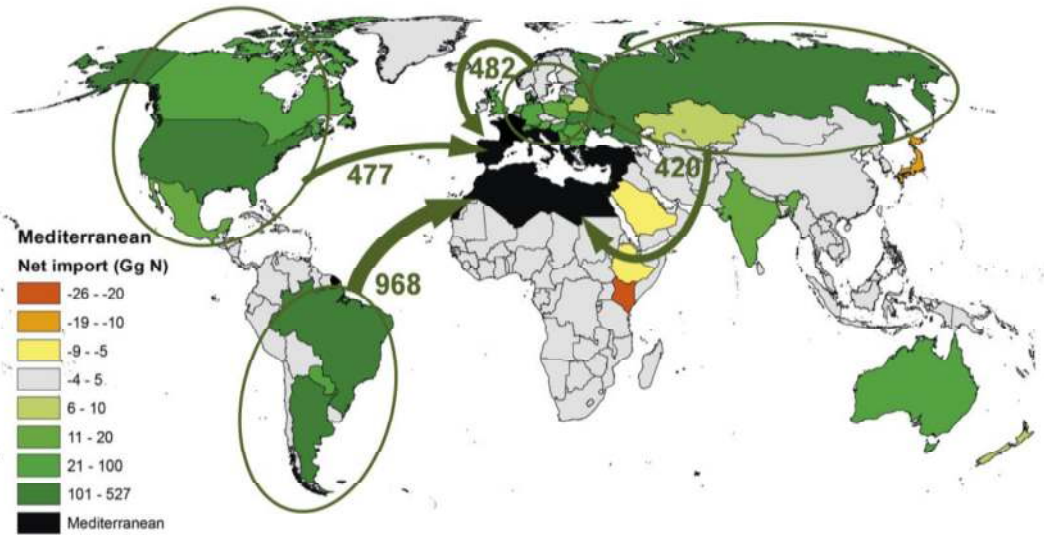 482
420
477
968
Mediterranean
Net import (Gg N)
-26 - -20
-19 - -10
-9 - -5
-4 - 5
6 - 10
11 - 20
21 - 100
101 - 527
Mediterranean